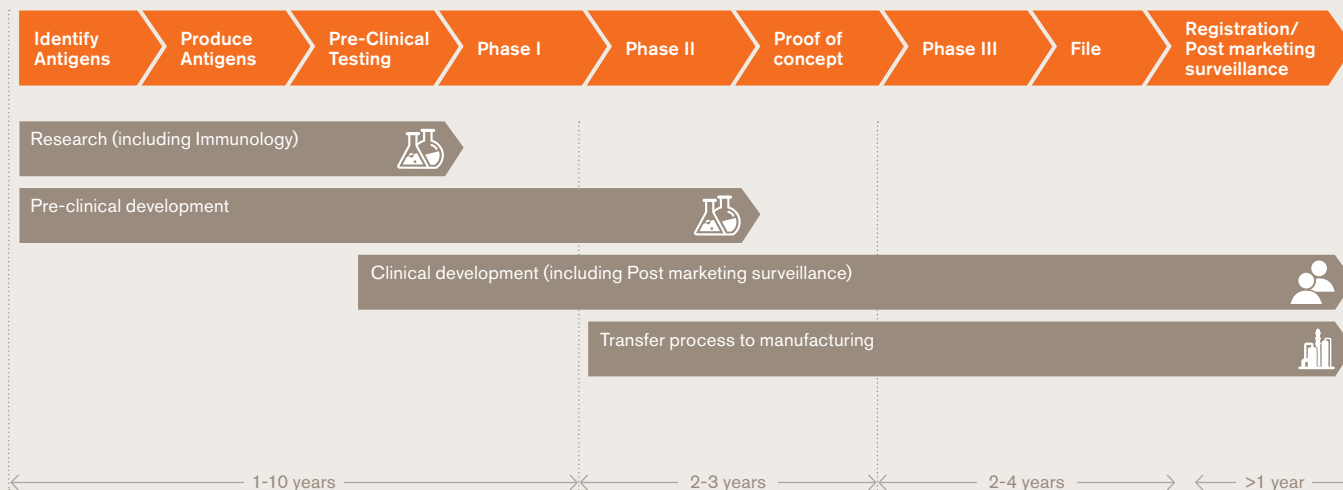 Identify
Antigens
Produce
Antigens
Pre-Clinical
Testing
Phase I
Phase II
Proof of
concept
Phase III
File
Registration/
Post marketing
surveillance
Research (including Immunology)
Pre-clinical development
Clinical development (including Post marketing surveillance)
Transfer process to manufacturing
1-10 years
2-3 years
2-4 years
>1 year